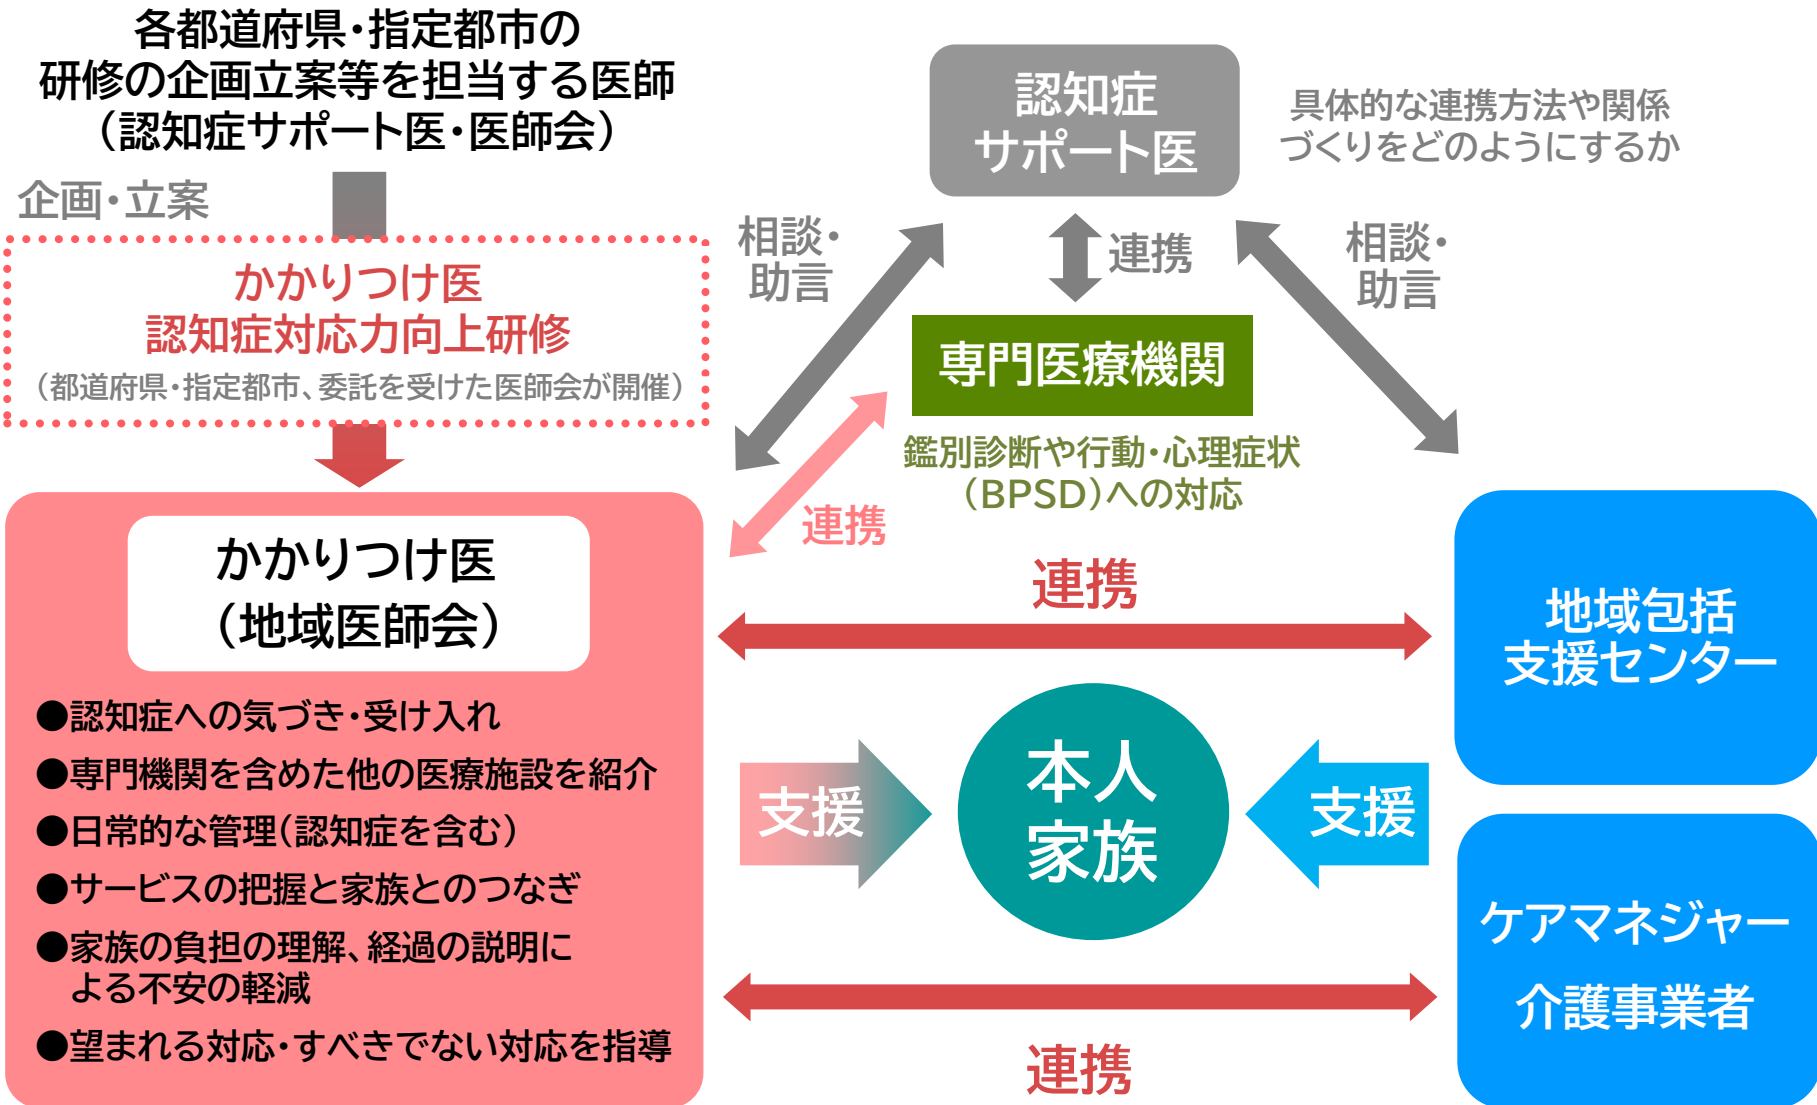 各都道府県・指定都市の
研修の企画立案等を担当する医師
（認知症サポート医・医師会）
企画・立案
かかりつけ医
認知症対応力向上研修
（都道府県・指定都市、委託を受けた医師会が開催）
かかりつけ医
（地域医師会）
●認知症への気づき・受け入れ
●専門機関を含めた他の医療施設を紹介
●日常的な管理（認知症を含む）
●サービスの把握と家族とのつなぎ
●家族の負担の理解、経過の説明に
よる不安の軽減
●望まれる対応・すべきでない対応を指導
認知症
サポート医
具体的な連携方法や関係
づくりをどのようにするか
相談・
助言
連携
相談・
助言
専門医療機関
鑑別診断や行動・心理症状
（BPSD）への対応
連携
連携
支援
本人
家族
支援
連携
地域包括
支援センター
ケアマネジャー
介護事業者